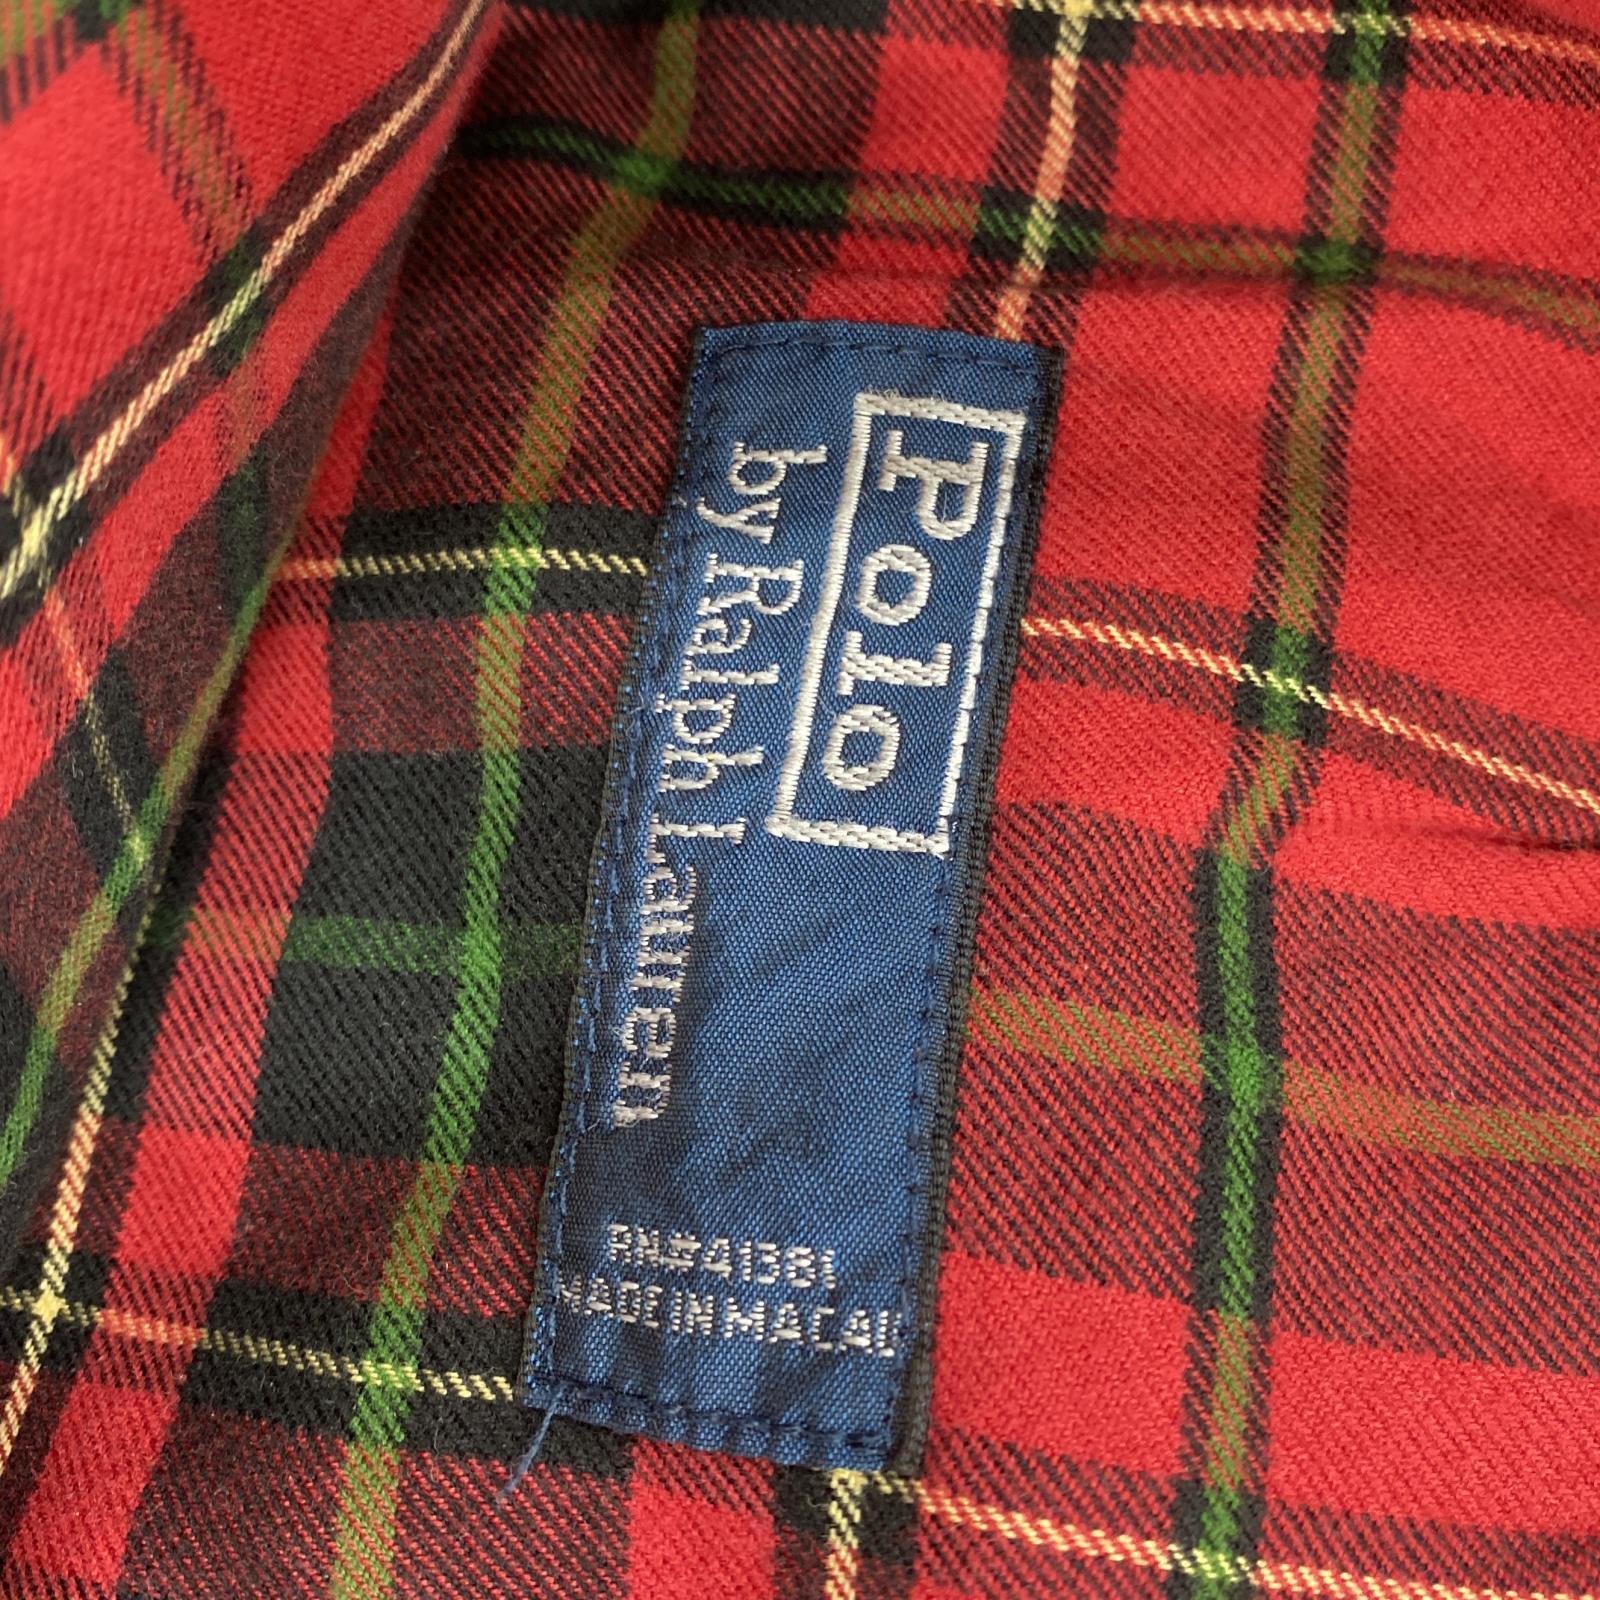 Polo
by Ralph Lauren
RN#41381
MADE IN MACAU